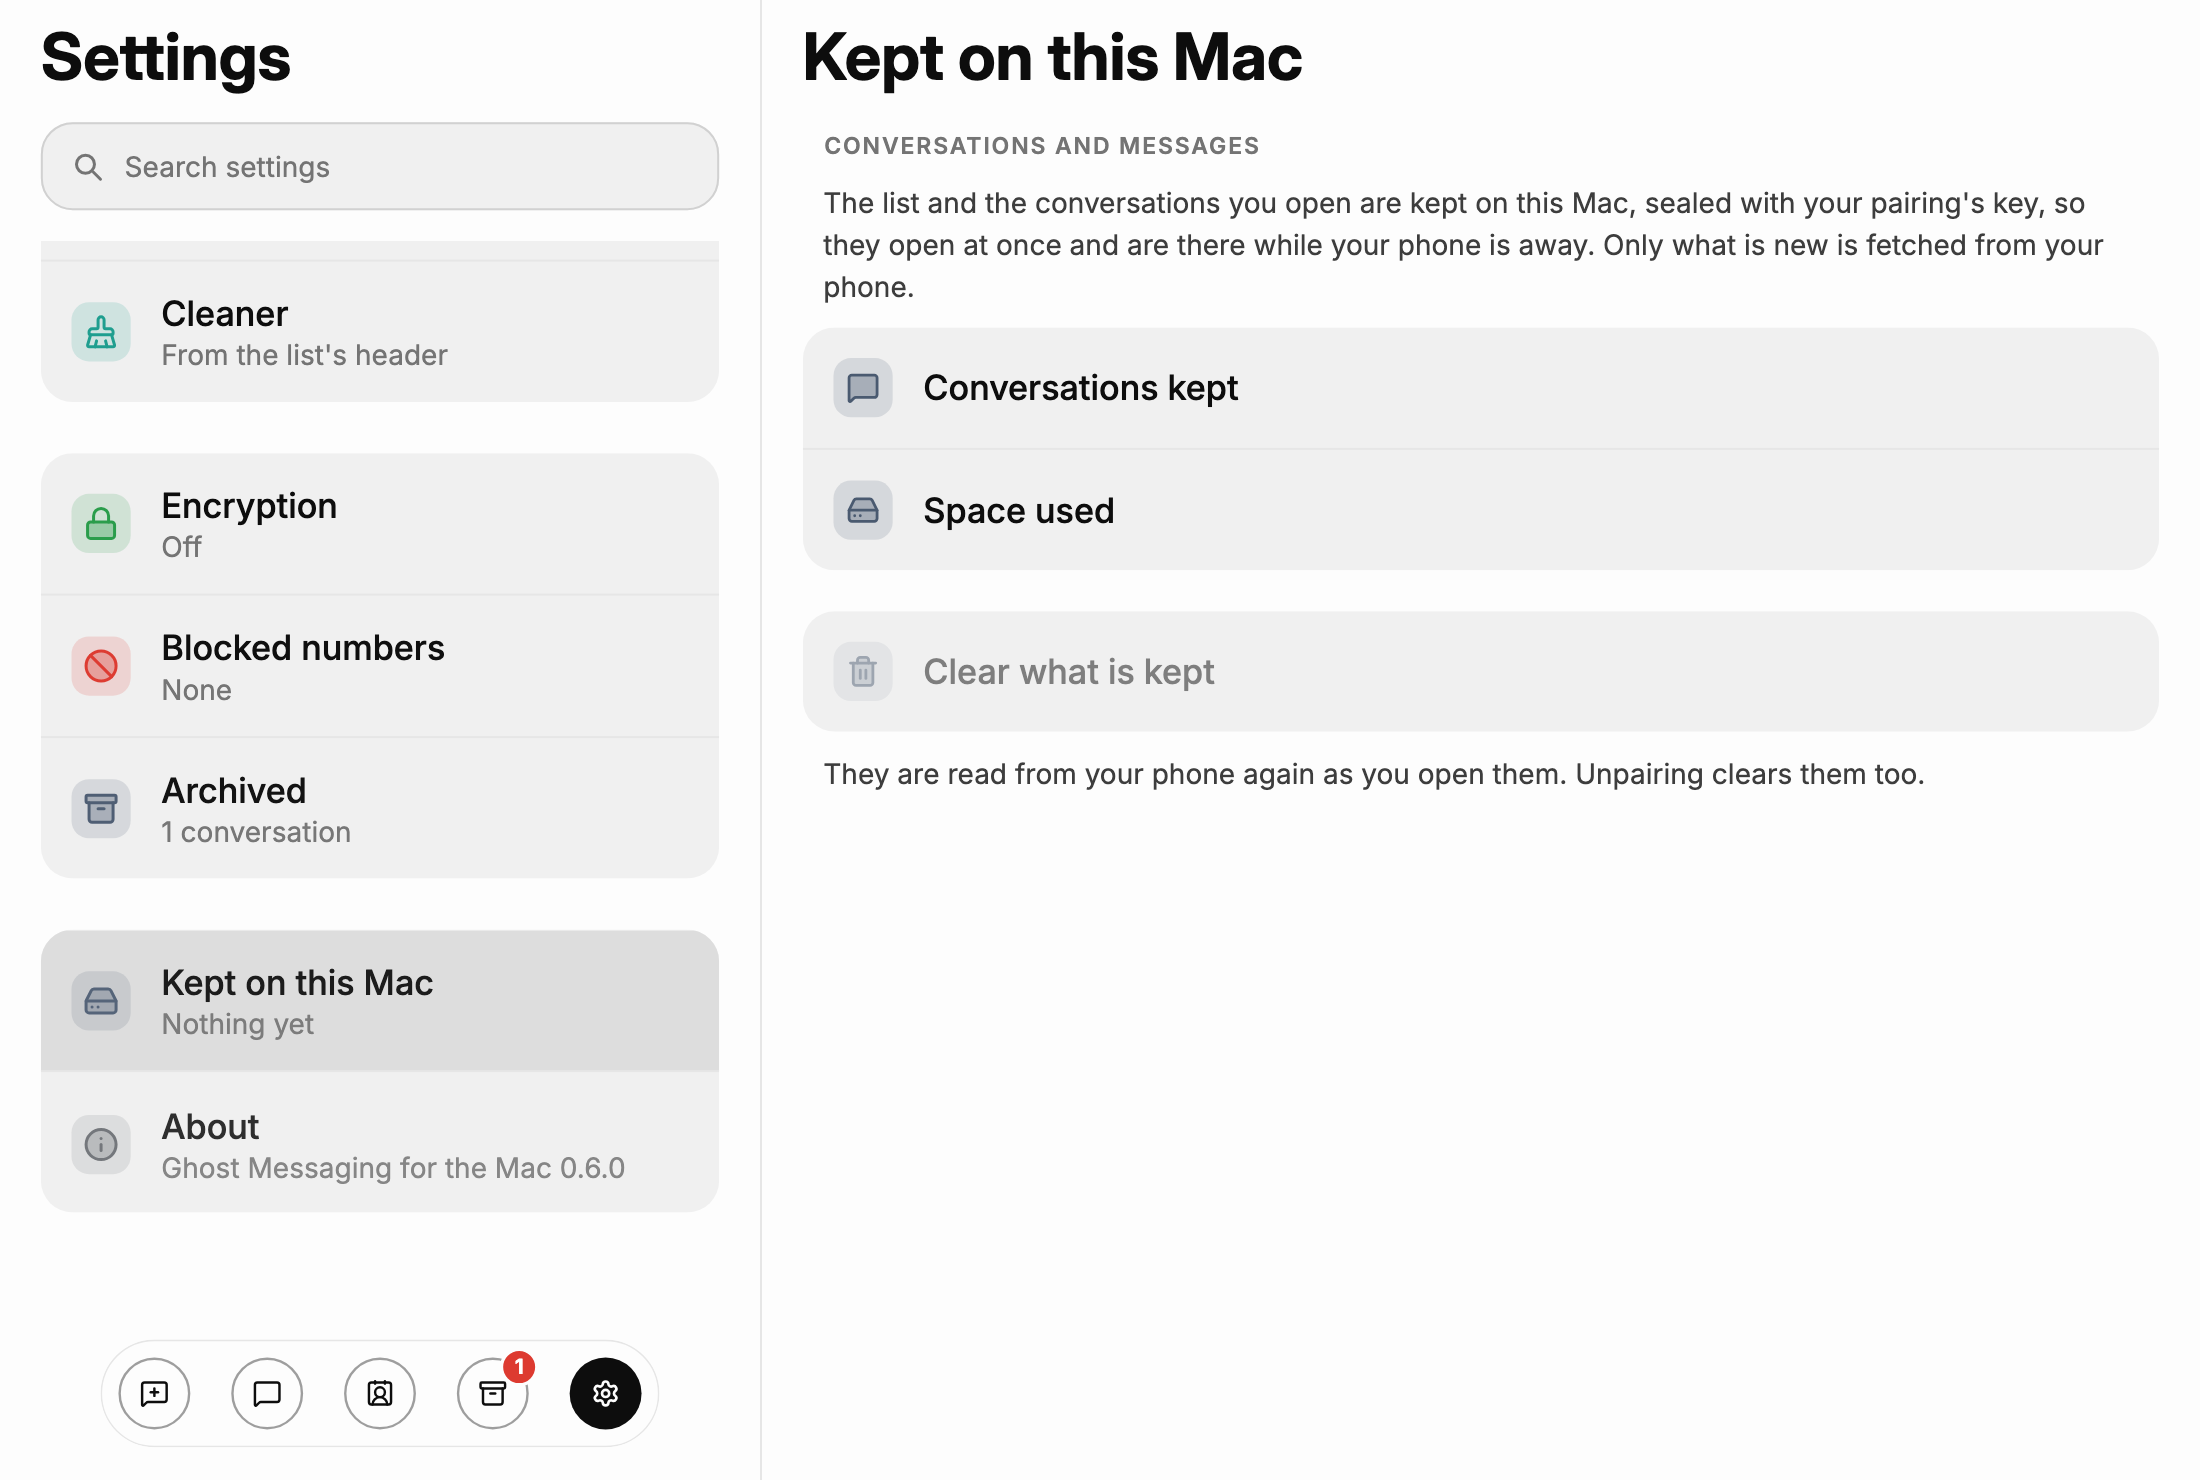 Settings
Search settings
Cleaner
From the list's header
Encryption
Off
Blocked numbers
None
Archived
1 conversation
Kept on this Mac
Nothing yet
About
Ghost Messaging for the Mac 0.6.0
1
Kept on this Mac
CONVERSATIONS AND MESSAGES
The list and the conversations you open are kept on this Mac, sealed with your pairing's key, so
they open at once and are there while your phone is away. Only what is new is fetched from your
phone.
Conversations kept
Space used
Clear what is kept
They are read from your phone again as you open them. Unpairing clears them too.